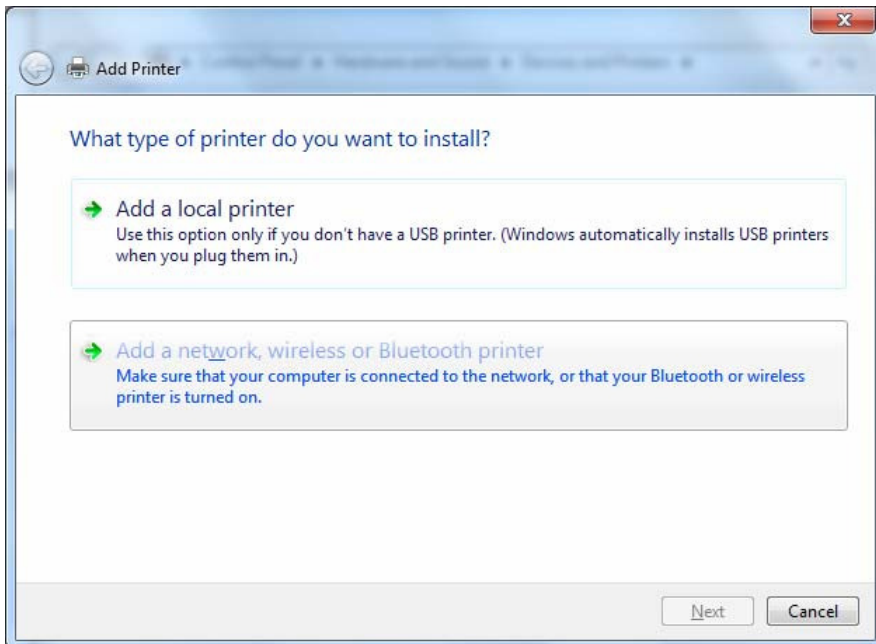 Add Printer
What type of printer do you want to install?
Add a local printer
Use this option only if you don't have a USB printer. (Windows automatically installs USB printers
when you plug them in.)
Add a network, wireless or Bluetooth printer
Make sure that your computer is connected to the network, or that your Bluetooth or wireless
printer is turned on.
Next
Cancel